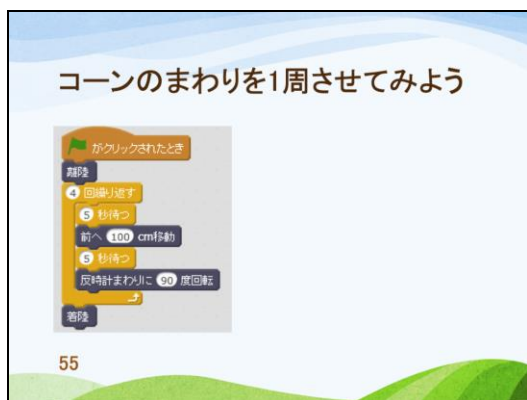 コーンのまわりを1周させてみよう
がクリックされたとき
離陸
4 回繰り返す
5 秒待つ
前へ 100 cm移動
5 秒待つ
反時計まわりに 90 度回転
着陸
55